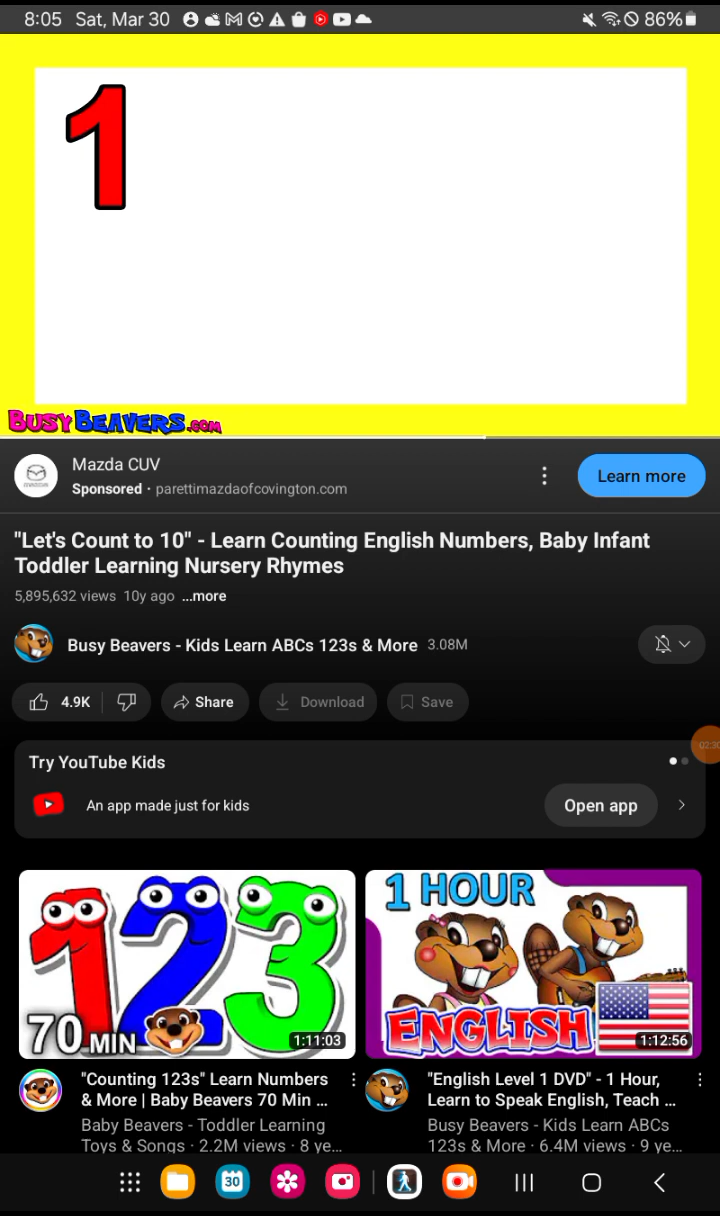 8:05 Sat, Mar 30
86%
1
BUSYBEAVERS.COM
Mazda CUV
Sponsored · parettimazdaofcovington.com
Learn more
"Let's Count to 10" - Learn Counting English Numbers, Baby Infant
Toddler Learning Nursery Rhymes
5,895,632 views 10y ago ...more
Busy Beavers - Kids Learn ABCs 123s & More 3.08M
4.9K
Share
Download
Save
Try YouTube Kids
An app made just for kids
Open app
123
70 MIN
1:11:03
1 HOUR
ENGLISH
1:12:56
"Counting 123s" Learn Numbers
& More | Baby Beavers 70 Min ...
Baby Beavers - Toddler Learning
Toys & Songs · 2.2M views · 8 ye...
"English Level 1 DVD" - 1 Hour,
Learn to Speak English, Teach ...
Busy Beavers - Kids Learn ABCs
123s & More · 6.4M views · 9 ye...
30